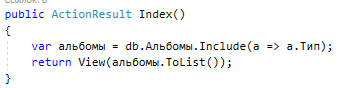 public ActionResult Index()
{
var альбомы = db.Альбомы.Include(a => a.Тип);
return View(альбомы.ToList());
}